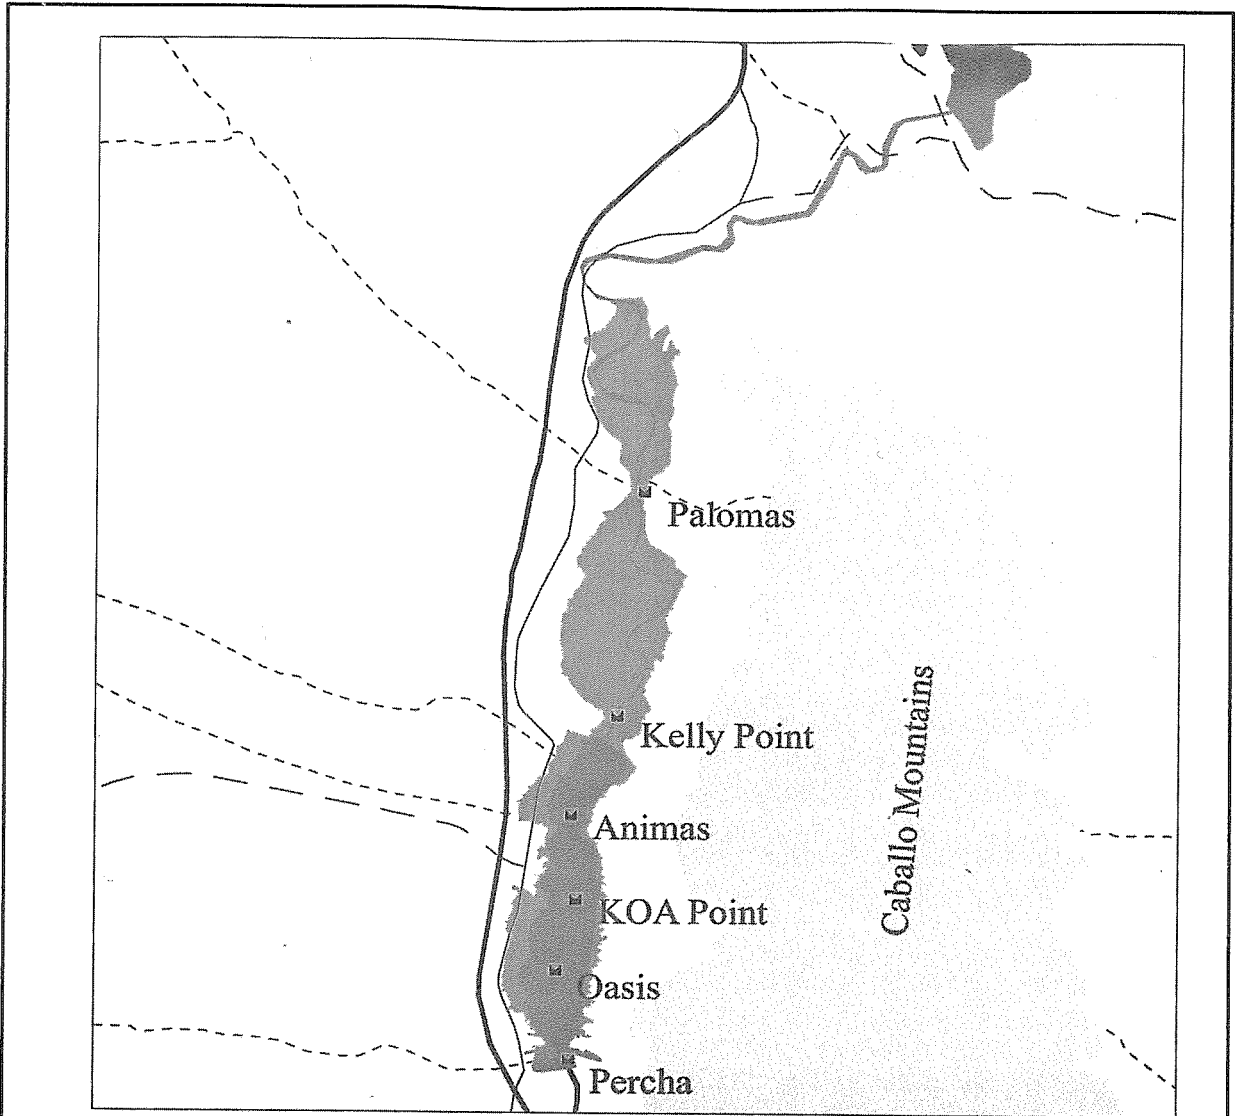 Palomas
Kelly Point
Caballo Mountains
Animas
KOA Point
Oasis
Percha